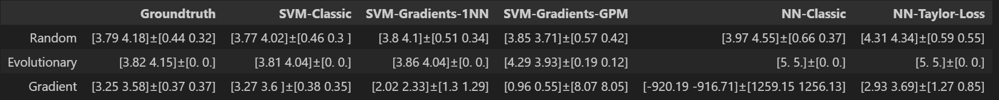 Groundtruth SVM-Classic SVM-Gradients-1NN SVM-Gradients-GPM NN-Classic NN-Taylor-Loss
Random [3.79 4.18]±[0.44 0.32] [3.77 4.02]±[0.46 0.3 ] [3.8 4.1]±[0.51 0.34] [3.85 3.71]±[0.57 0.42] [3.97 4.55]±[0.66 0.37] [4.31 4.34]±[0.59 0.55]
Evolutionary [3.82 4.15]±[0. 0.] [3.81 4.04]±[0. 0.] [3.86 4.04]±[0. 0.] [4.29 3.93]±[0.19 0.12] [5. 5.]±[0. 0.] [5. 5.]±[0. 0.]
Gradient [3.25 3.58]±[0.37 0.37] [3.27 3.6 ]±[0.38 0.35] [2.02 2.33]±[1.3 1.29] [0.96 0.55]±[8.07 8.05] [-920.19 -916.71]±[1259.15 1256.13] [2.93 3.69]±[1.27 0.85]